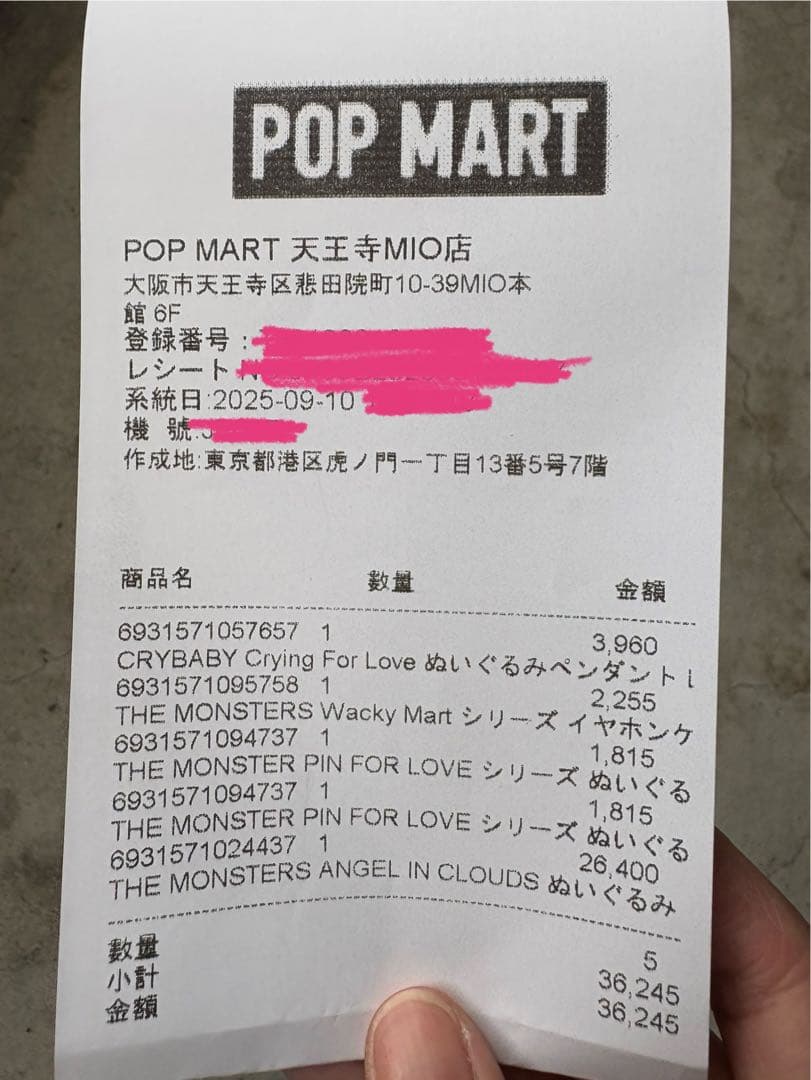 POP MART
POP MART 天王寺MIO店
大阪市天王寺区悲田院町10-39MIO本
館 6F
登録番号:
レシート
系統日:2025-09-10
機 號:
作成地:東京都港区虎ノ門一丁目13番5号7階
商品名 数量 金額
6931571057657 1 3,960
CRYBABY Crying For Love ぬいぐるみペンダント
6931571095758 1 2,255
THE MONSTERS Wacky Mart シリーズ イヤホンケ
6931571094737 1 1,815
THE MONSTER PIN FOR LOVE シリーズ ぬいぐる
6931571094737 1 1,815
THE MONSTER PIN FOR LOVE シリーズ ぬいぐる
6931571024437 1 26,400
THE MONSTERS ANGEL IN CLOUDS ぬいぐるみ
數量 5
小計 36,245
金額 36,245